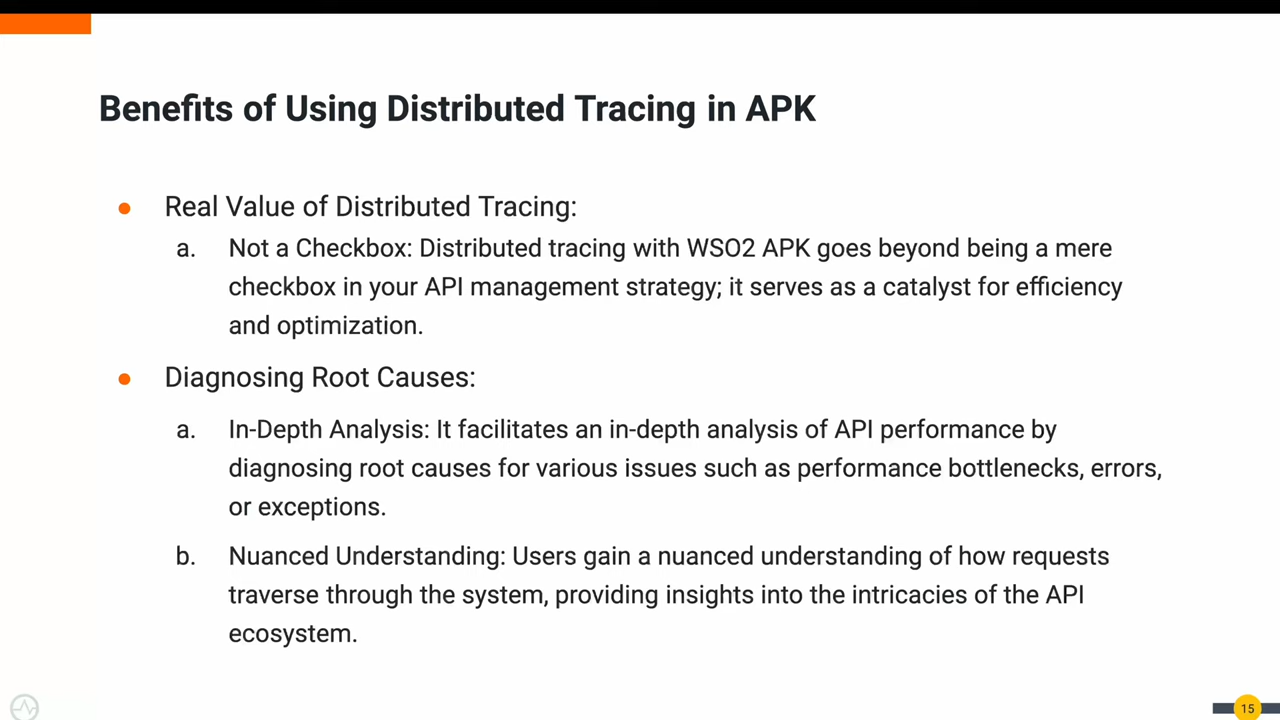 Benefits of Using Distributed Tracing in APK
● Real Value of Distributed Tracing:
a. Not a Checkbox: Distributed tracing with WSO2 APK goes beyond being a mere
checkbox in your API management strategy; it serves as a catalyst for efficiency
and optimization.
● Diagnosing Root Causes:
a. In-Depth Analysis: It facilitates an in-depth analysis of API performance by
diagnosing root causes for various issues such as performance bottlenecks, errors,
or exceptions.
b. Nuanced Understanding: Users gain a nuanced understanding of how requests
traverse through the system, providing insights into the intricacies of the API
ecosystem.
15